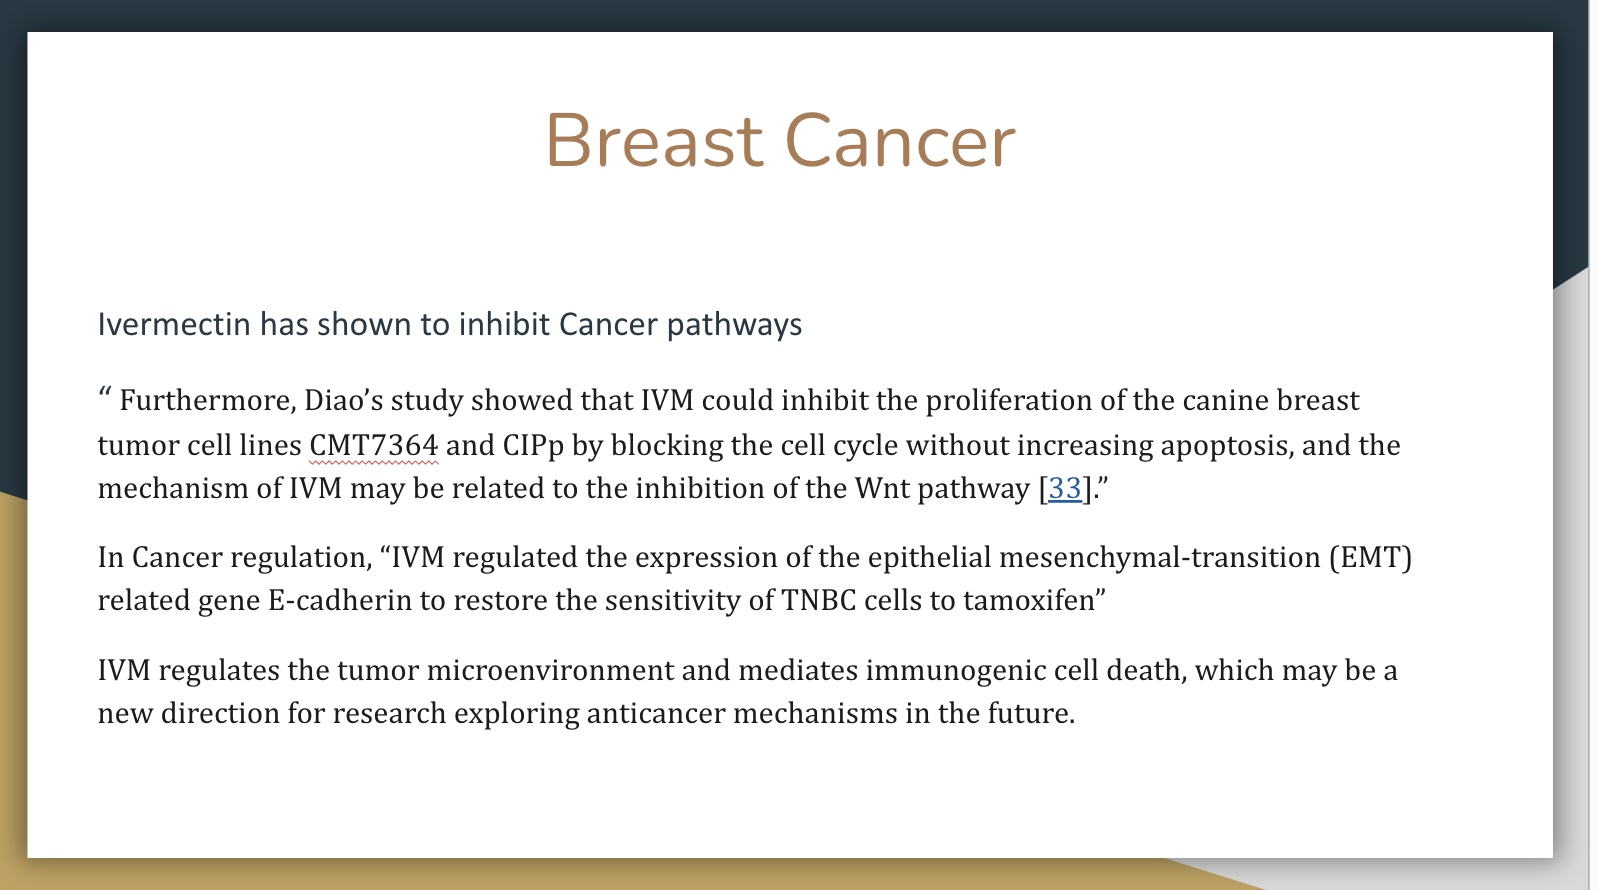 Breast Cancer
Ivermectin has shown to inhibit Cancer pathways
“ Furthermore, Diao’s study showed that IVM could inhibit the proliferation of the canine breast
tumor cell lines CMT7364 and CIPp by blocking the cell cycle without increasing apoptosis, and the
mechanism of IVM may be related to the inhibition of the Wnt pathway [33].”
In Cancer regulation, “IVM regulated the expression of the epithelial mesenchymal-transition (EMT)
related gene E-cadherin to restore the sensitivity of TNBC cells to tamoxifen”
IVM regulates the tumor microenvironment and mediates immunogenic cell death, which may be a
new direction for research exploring anticancer mechanisms in the future.